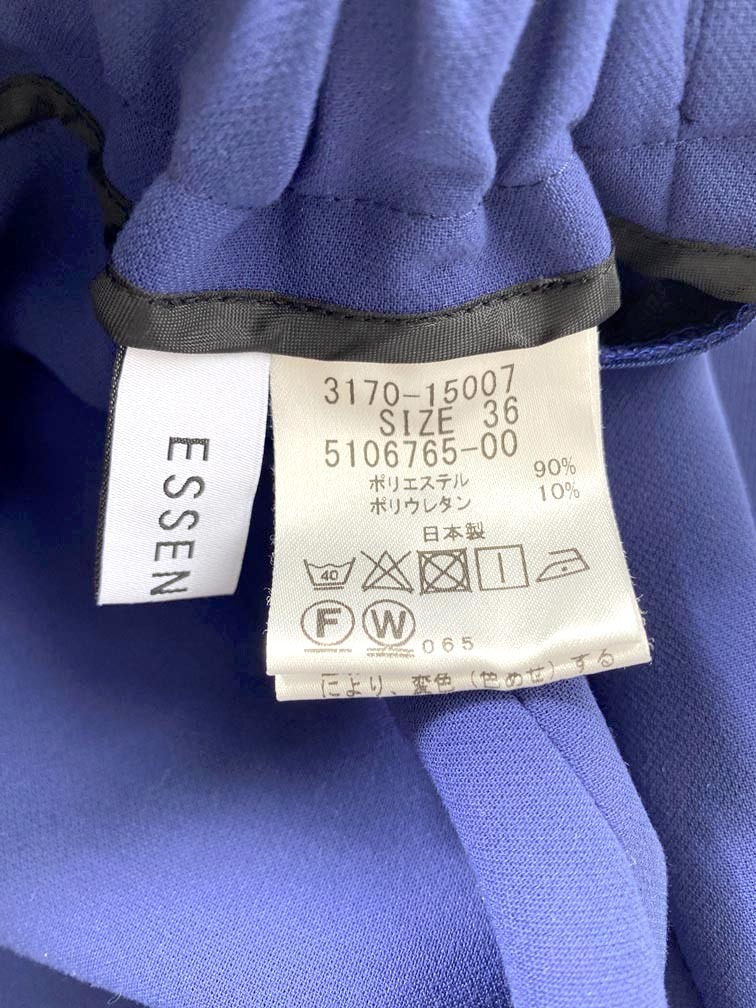 ESSEN
3170-15007
SIZE 36
5106765-00
ポリエステル 90%
ポリウレタン 10%
日本製
40
F W 065
により、変色(色あせ)する